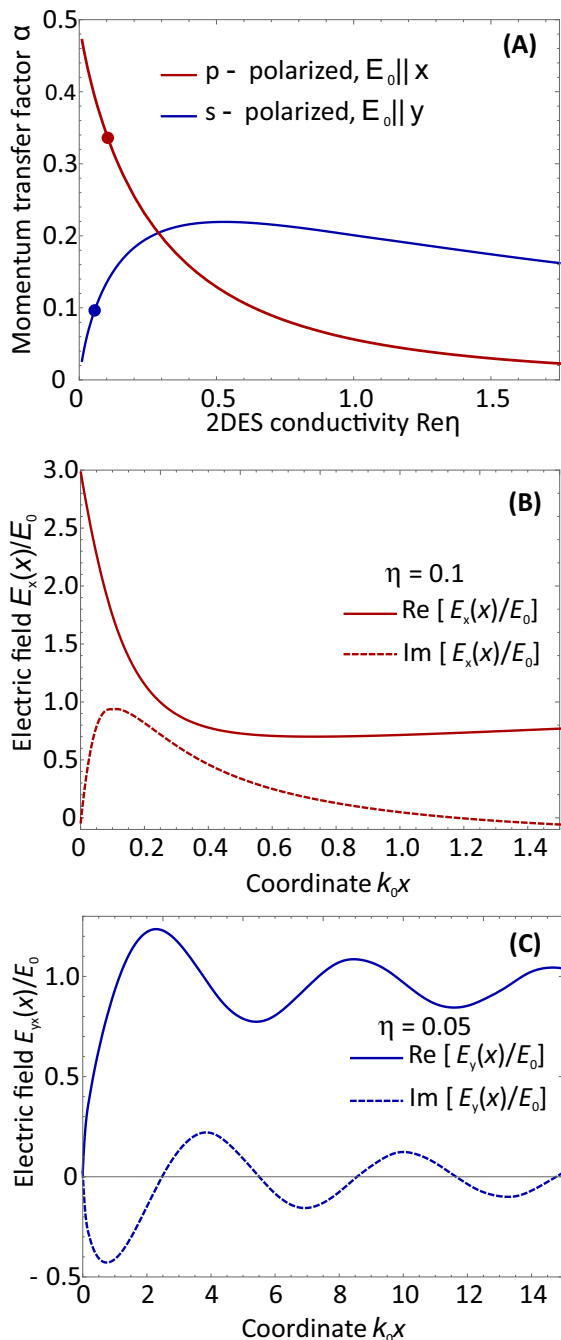 (A)
p - polarized, E₀|| x
s - polarized, E₀|| y
Momentum transfer factor α
0.5
0.4
0.3
0.2
0.1
0
0 0.5 1.0 1.5
2DES conductivity Reη
(B)
η = 0.1
Re [ Eₓ(x)/E₀]
Im [ Eₓ(x)/E₀]
Electric field Eₓ(x)/E₀
3.0
2.5
2.0
1.5
1.0
0.5
0
0 0.2 0.4 0.6 0.8 1.0 1.2 1.4
Coordinate k₀x
(C)
η = 0.05
Re [ E_y(x)/E₀]
Im [ E_y(x)/E₀]
Electric field E_yx(x)/E₀
1.0
0.5
0
- 0.5
0 2 4 6 8 10 12 14
Coordinate k₀x